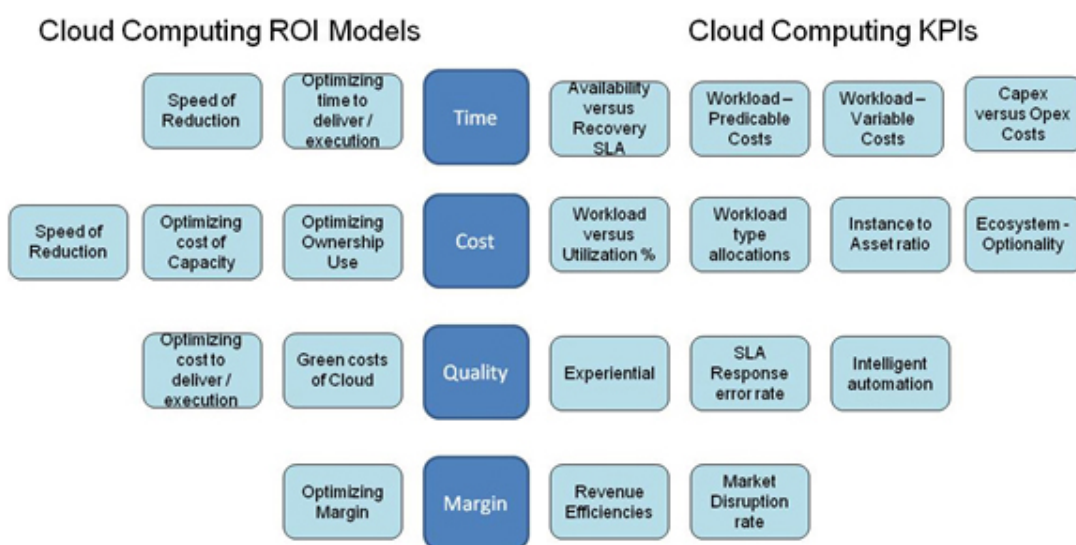 Cloud Computing ROI Models
Cloud Computing KPIs
Speed of
Reduction
Optimizing
time to
deliver /
execution
Time
Availability
versus
Recovery
SLA
Workload –
Predicable
Costs
Workload –
Variable
Costs
Capex
versus Opex
Costs
Speed of
Reduction
Optimizing
cost of
Capacity
Optimizing
Ownership
Use
Cost
Workload
versus
Utilization %
Workload
type
allocations
Instance to
Asset ratio
Ecosystem -
Optionality
Optimizing
cost to
deliver /
execution
Green costs
of Cloud
Quality
Experiential
SLA
Response
error rate
Intelligent
automation
Optimizing
Margin
Margin
Revenue
Efficiencies
Market
Disruption
rate